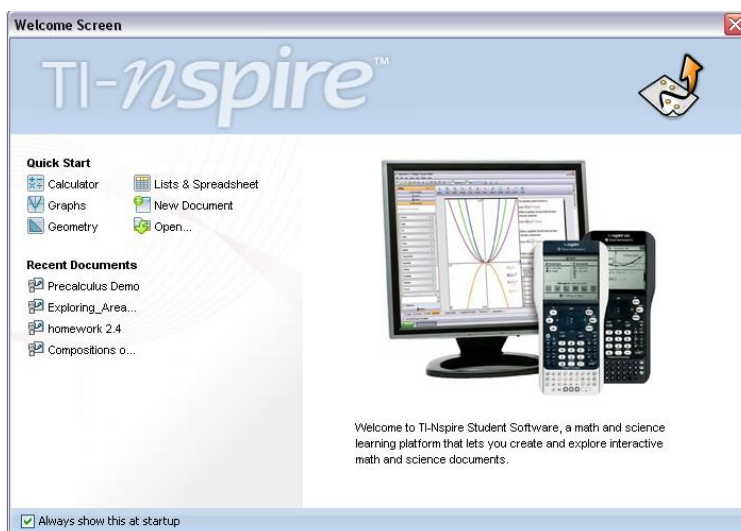 Welcome Screen
TI-nspire™
Quick Start
Calculator
Lists & Spreadsheet
Graphs
New Document
Geometry
Open...
Recent Documents
Precalculus Demo
Exploring_Area...
homework 2.4
Compositions o...
Welcome to TI-Nspire Student Software, a math and science
learning platform that lets you create and explore interactive
math and science documents.
Always show this at startup